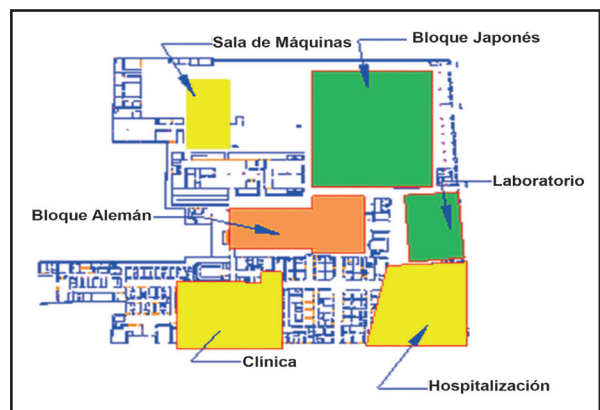 Sala de Máquinas
Bloque Japonés
Laboratorio
Bloque Alemán
Clínica
Hospitalización